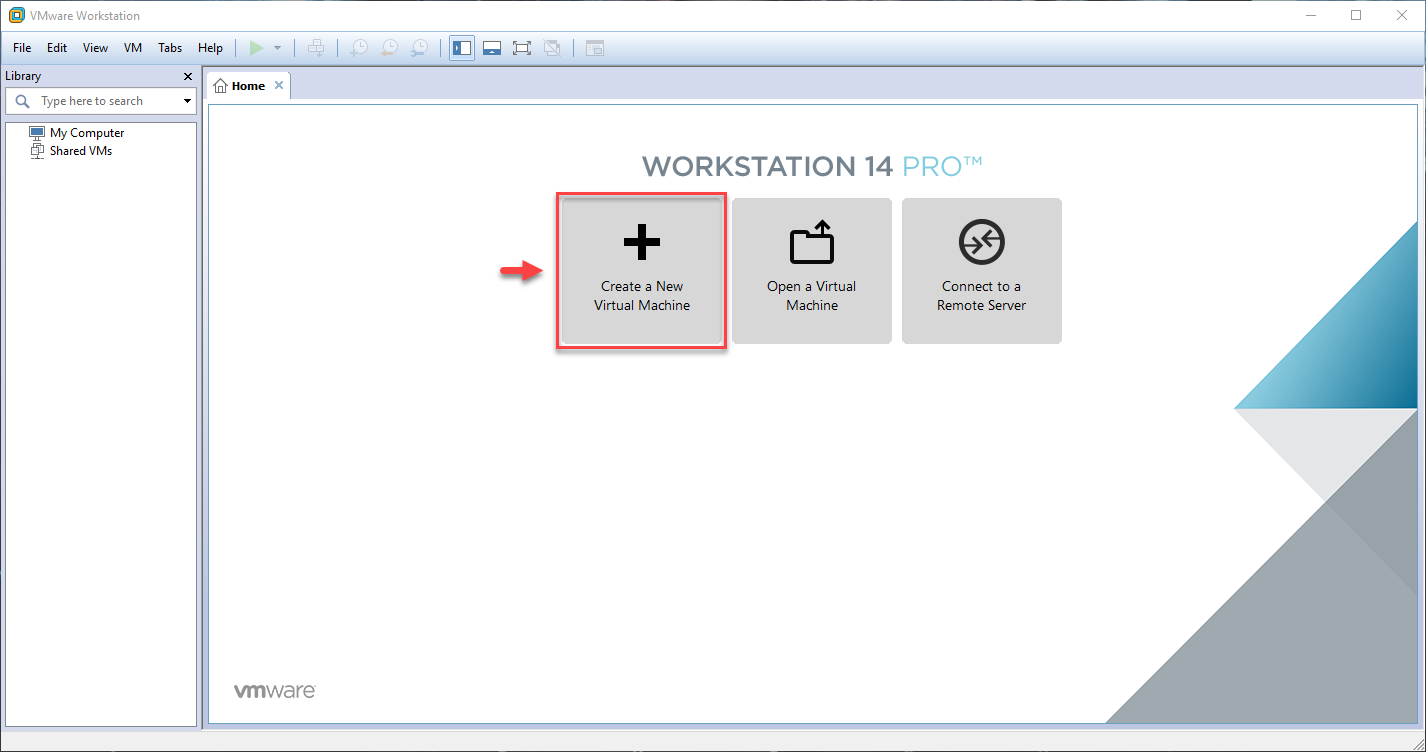 VMware Workstation
File Edit View VM Tabs Help
Library
Home
Type here to search
My Computer
Shared VMs
WORKSTATION 14 PRO™
Create a New
Virtual Machine
Open a Virtual
Machine
Connect to a
Remote Server
vmware